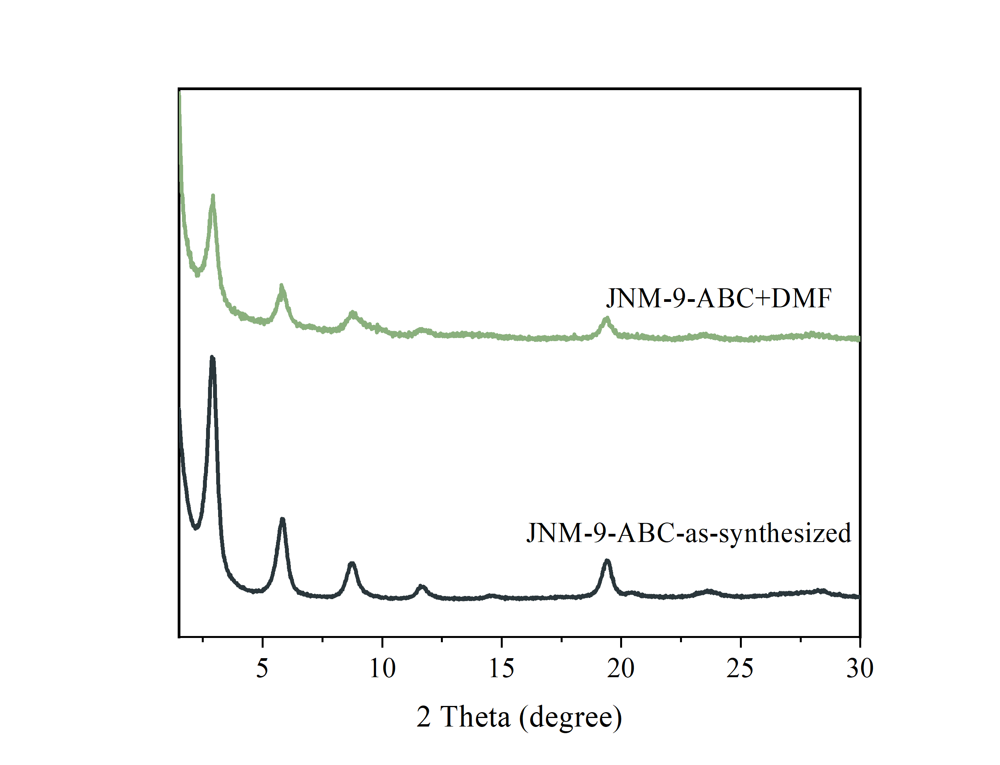 JNM-9-ABC+DMF
JNM-9-ABC-as-synthesized
5 10 15 20 25 30
2 Theta (degree)